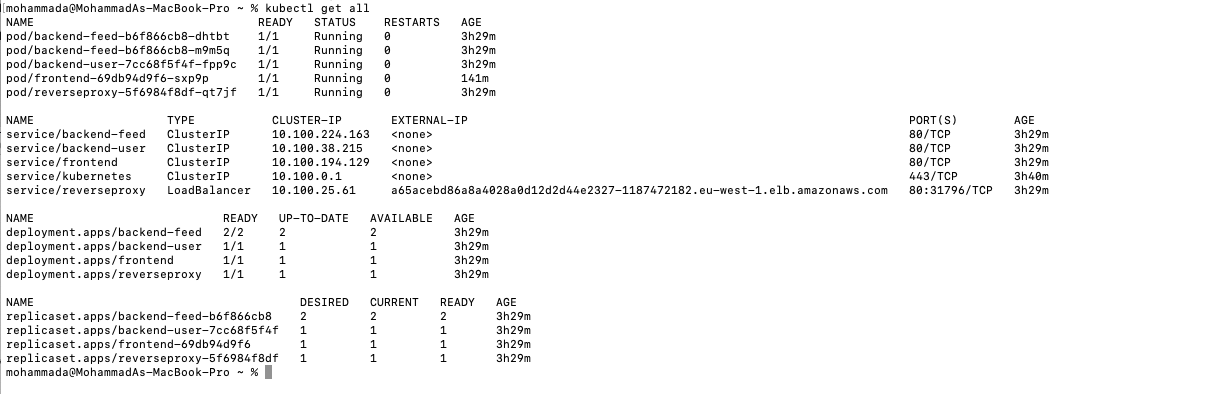 mohammada@MohammadAs-MacBook-Pro ~ % kubectl get all
NAME READY STATUS RESTARTS AGE
pod/backend-feed-b6f866cb8-dhtbt 1/1 Running 0 3h29m
pod/backend-feed-b6f866cb8-m9m5q 1/1 Running 0 3h29m
pod/backend-user-7cc68f5f4f-fpp9c 1/1 Running 0 3h29m
pod/frontend-69db94d9f6-sxp9p 1/1 Running 0 141m
pod/reverseproxy-5f6984f8df-qt7jf 1/1 Running 0 3h29m
NAME TYPE CLUSTER-IP EXTERNAL-IP PORT(S) AGE
service/backend-feed ClusterIP 10.100.224.163 <none> 80/TCP 3h29m
service/backend-user ClusterIP 10.100.38.215 <none> 80/TCP 3h29m
service/frontend ClusterIP 10.100.194.129 <none> 80/TCP 3h29m
service/kubernetes ClusterIP 10.100.0.1 <none> 443/TCP 3h40m
service/reverseproxy LoadBalancer 10.100.25.61 a65acebd86a8a4028a0d12d2d44e2327-1187472182.eu-west-1.elb.amazonaws.com 80:31796/TCP 3h29m
NAME READY UP-TO-DATE AVAILABLE AGE
deployment.apps/backend-feed 2/2 2 2 3h29m
deployment.apps/backend-user 1/1 1 1 3h29m
deployment.apps/frontend 1/1 1 1 3h29m
deployment.apps/reverseproxy 1/1 1 1 3h29m
NAME DESIRED CURRENT READY AGE
replicaset.apps/backend-feed-b6f866cb8 2 2 2 3h29m
replicaset.apps/backend-user-7cc68f5f4f 1 1 1 3h29m
replicaset.apps/frontend-69db94d9f6 1 1 1 3h29m
replicaset.apps/reverseproxy-5f6984f8df 1 1 1 3h29m
mohammada@MohammadAs-MacBook-Pro ~ %